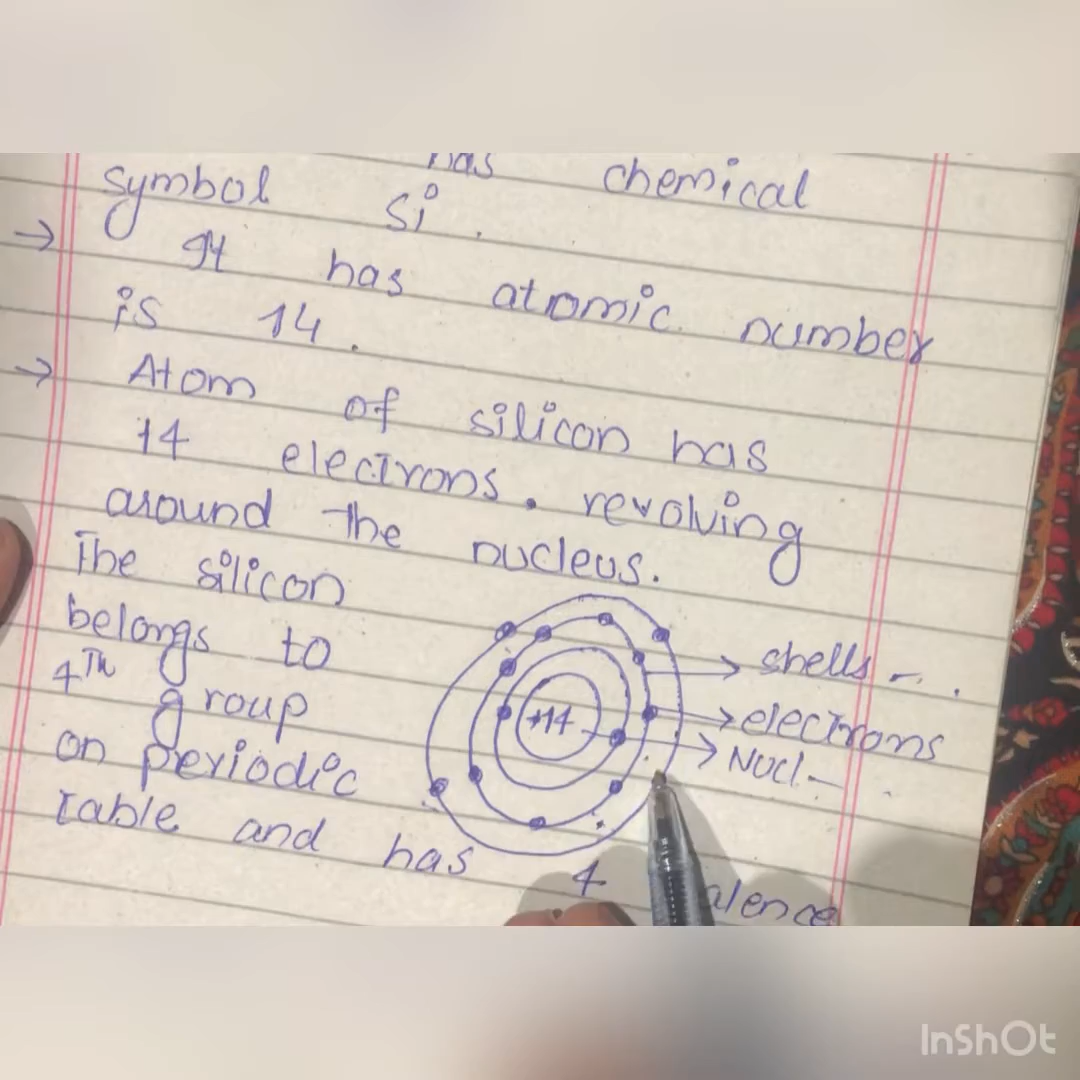 has chemical
symbol Si.
→ It has atomic number
is 14.
→ Atom of silicon has
14 electrons. revolving
around the nucleus.
The silicon
belongs to
4Th group
on periodic
table and has 4 alence
+14
→ shells - .
→ electrons
→ Nucl -
InShOt